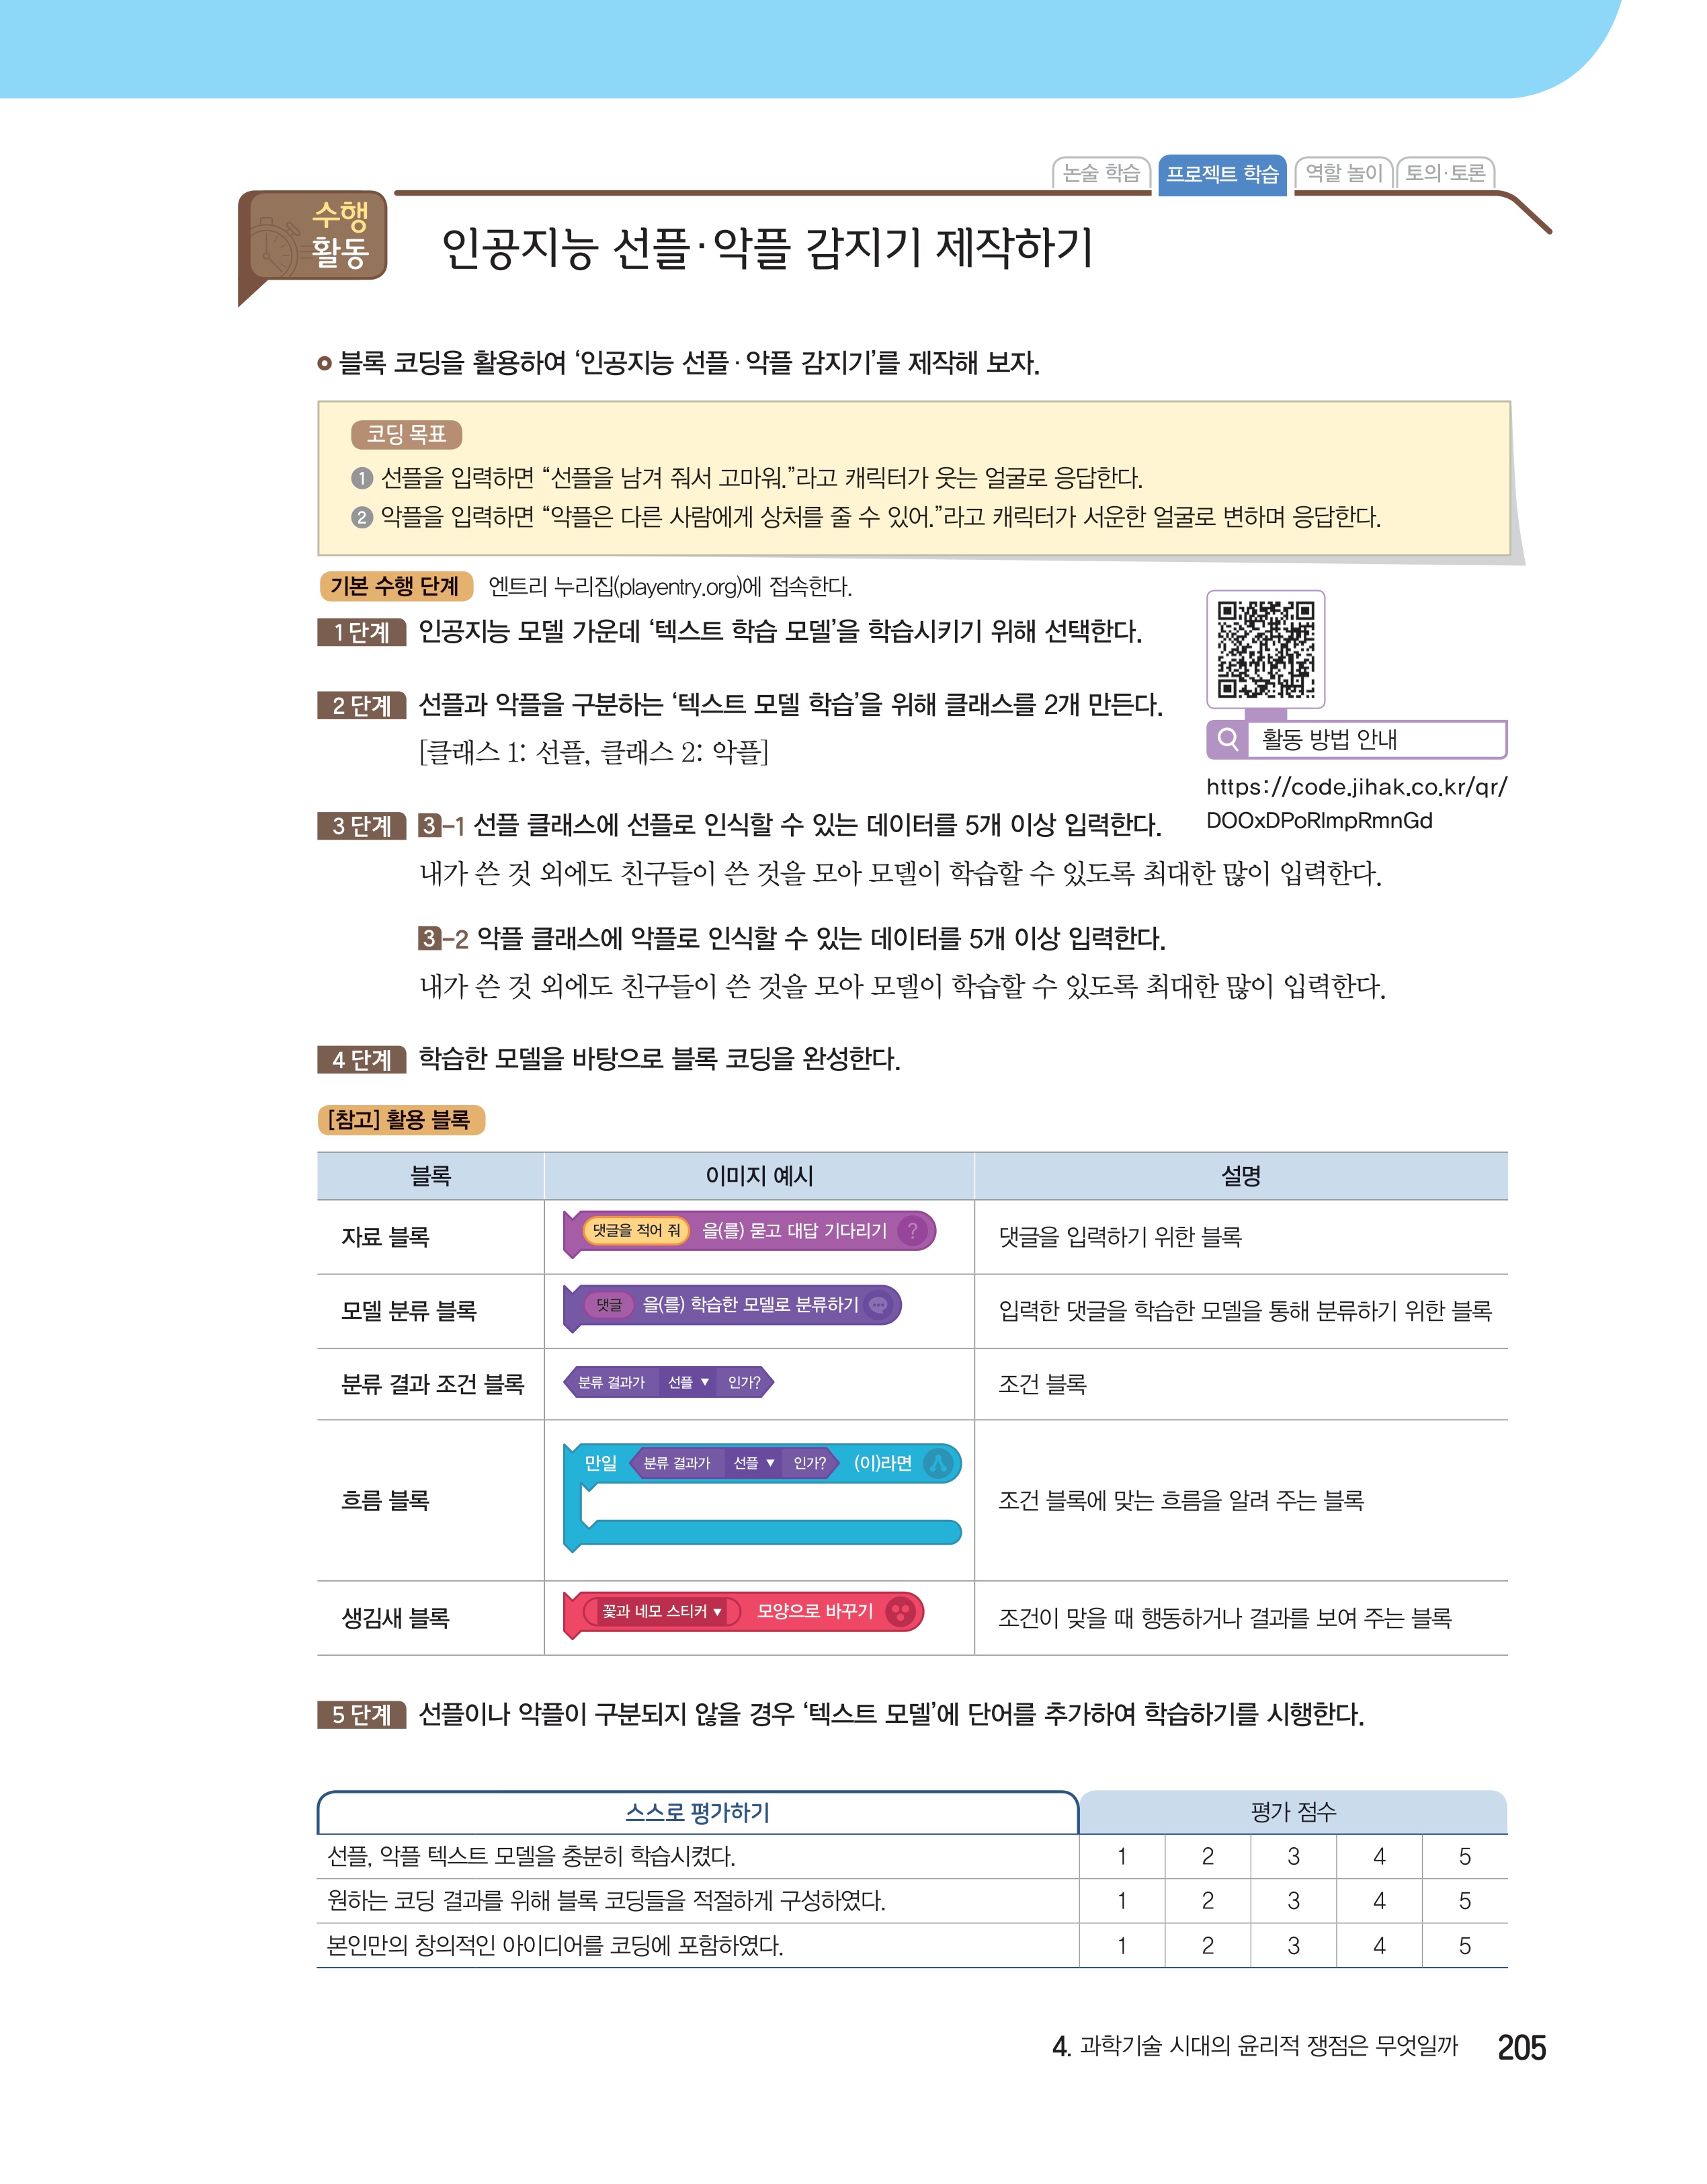 논술 학습 프로젝트 학습 역할 놀이 토의·토론
수행
활동
인공지능 선플·악플 감지기 제작하기
블록 코딩을 활용하여 ‘인공지능 선플·악플 감지기’를 제작해 보자.
코딩 목표
1 선플을 입력하면 “선플을 남겨 줘서 고마워.”라고 캐릭터가 웃는 얼굴로 응답한다.
2 악플을 입력하면 “악플은 다른 사람에게 상처를 줄 수 있어.”라고 캐릭터가 서운한 얼굴로 변하며 응답한다.
기본 수행 단계 엔트리 누리집(playentry.org)에 접속한다.
1 단계 인공지능 모델 가운데 ‘텍스트 학습 모델’을 학습시키기 위해 선택한다.
2 단계 선플과 악플을 구분하는 ‘텍스트 모델 학습’을 위해 클래스를 2개 만든다.
[클래스 1: 선플, 클래스 2: 악플]
활동 방법 안내
https://code.jihak.co.kr/qr/
DOOxDPoRlmpRmnGd
3 단계 3-1 선플 클래스에 선플로 인식할 수 있는 데이터를 5개 이상 입력한다.
내가 쓴 것 외에도 친구들이 쓴 것을 모아 모델이 학습할 수 있도록 최대한 많이 입력한다.
3-2 악플 클래스에 악플로 인식할 수 있는 데이터를 5개 이상 입력한다.
내가 쓴 것 외에도 친구들이 쓴 것을 모아 모델이 학습할 수 있도록 최대한 많이 입력한다.
4 단계 학습한 모델을 바탕으로 블록 코딩을 완성한다.
[참고] 활용 블록
블록 이미지 예시 설명
자료 블록 댓글을 적어 줘 을(를) 묻고 대답 기다리기 ? 댓글을 입력하기 위한 블록
모델 분류 블록 댓글 을(를) 학습한 모델로 분류하기 입력한 댓글을 학습한 모델을 통해 분류하기 위한 블록
분류 결과 조건 블록 분류 결과가 선플 ▼ 인가? 조건 블록
흐름 블록 만일 분류 결과가 선플 ▼ 인가? (이)라면 조건 블록에 맞는 흐름을 알려 주는 블록
생김새 블록 꽃과 네모 스티커 ▼ 모양으로 바꾸기 조건이 맞을 때 행동하거나 결과를 보여 주는 블록
5 단계 선플이나 악플이 구분되지 않을 경우 ‘텍스트 모델’에 단어를 추가하여 학습하기를 시행한다.
스스로 평가하기 평가 점수
선플, 악플 텍스트 모델을 충분히 학습시켰다. 1 2 3 4 5
원하는 코딩 결과를 위해 블록 코딩들을 적절하게 구성하였다. 1 2 3 4 5
본인만의 창의적인 아이디어를 코딩에 포함하였다. 1 2 3 4 5
4. 과학기술 시대의 윤리적 쟁점은 무엇일까 205